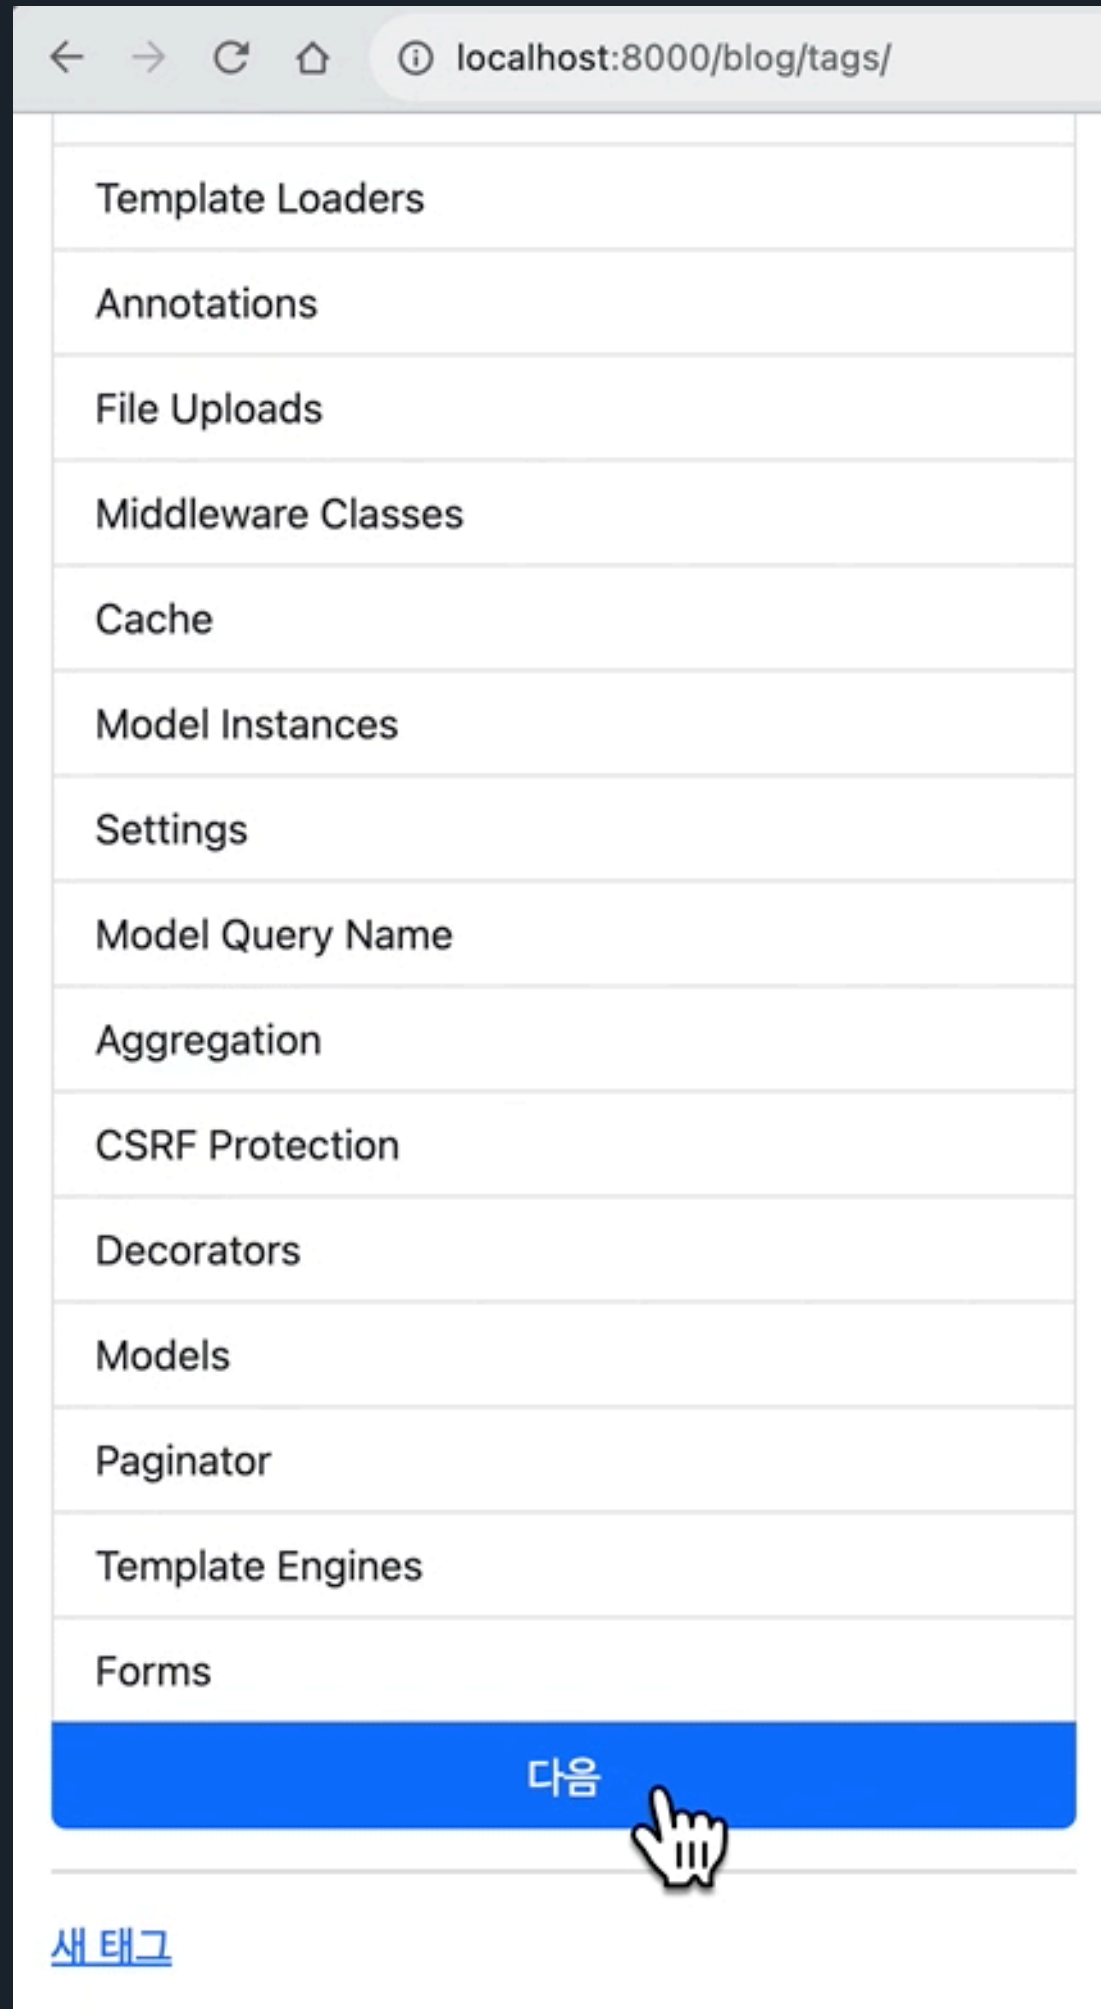 localhost:8000/blog/tags/
Template Loaders
Annotations
File Uploads
Middleware Classes
Cache
Model Instances
Settings
Model Query Name
Aggregation
CSRF Protection
Decorators
Models
Paginator
Template Engines
Forms
다음
새 태그